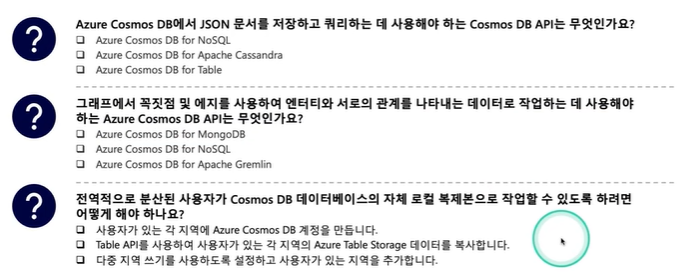 Azure Cosmos DB에서 JSON 문서를 저장하고 쿼리하는 데 사용해야 하는 Cosmos DB API는 무엇인가요?
Azure Cosmos DB for NoSQL
Azure Cosmos DB for Apache Cassandra
Azure Cosmos DB for Table
그래프에서 꼭짓점 및 에지를 사용하여 엔터티와 서로의 관계를 나타내는 데이터로 작업하는 데 사용해야
하는 Azure Cosmos DB API는 무엇인가요?
Azure Cosmos DB for MongoDB
Azure Cosmos DB for NoSQL
Azure Cosmos DB for Apache Gremlin
전역적으로 분산된 사용자가 Cosmos DB 데이터베이스의 자체 로컬 복제본으로 작업할 수 있도록 하려면
어떻게 해야 하나요?
사용자가 있는 각 지역에 Azure Cosmos DB 계정을 만듭니다.
Table API를 사용하여 사용자가 있는 각 지역의 Azure Table Storage 데이터를 복사합니다.
다중 지역 쓰기를 사용하도록 설정하고 사용자가 있는 지역을 추가합니다.